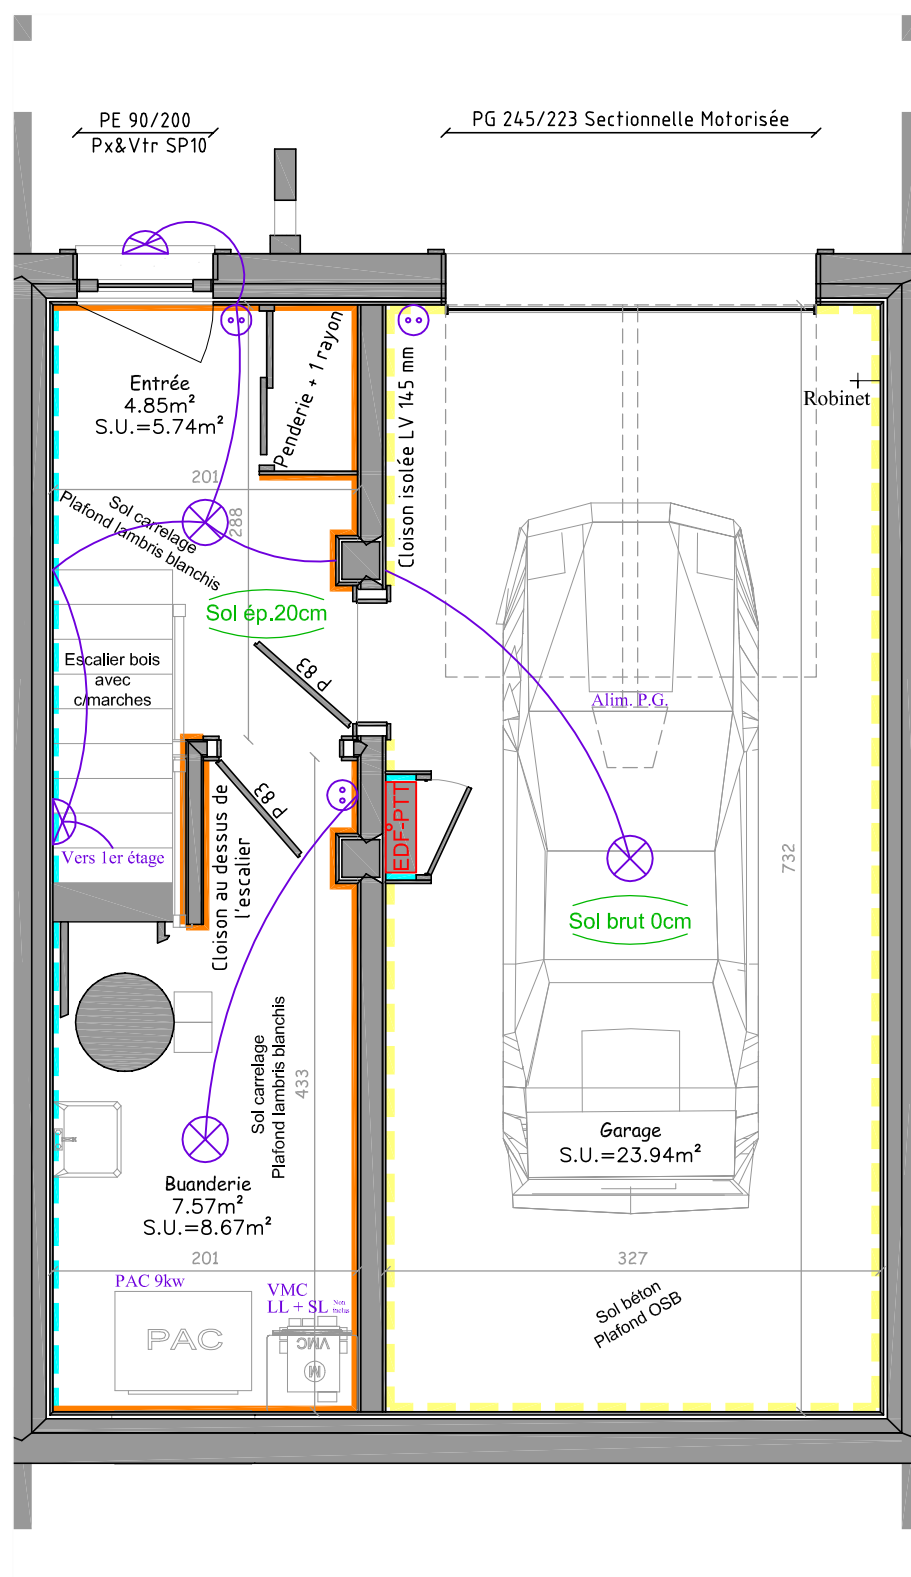 PE 90/200
Px&Vtr SP10
PG 245/223 Sectionnelle Motorisée
Entrée
4.85m²
S.U.=5.74m²
Penderie + 1 rayon
Cloison isolée LV 145 mm
Robinet
201
288
Sol carrelage
Plafond lambris blanchis
Sol ép.20cm
Escalier bois
avec
c/marches
P 83
P 83
Alim. P.G.
EDF-PTT
Vers 1er étage
Cloison au dessus de
l'escalier
732
Sol brut 0cm
Sol carrelage
Plafond lambris blanchis
433
Garage
S.U.=23.94m²
Buanderie
7.57m²
S.U.=8.67m²
201
327
PAC 9kw
VMC
LL + SL Non inclus
Sol béton
Plafond OSB
PAC
VMC
M